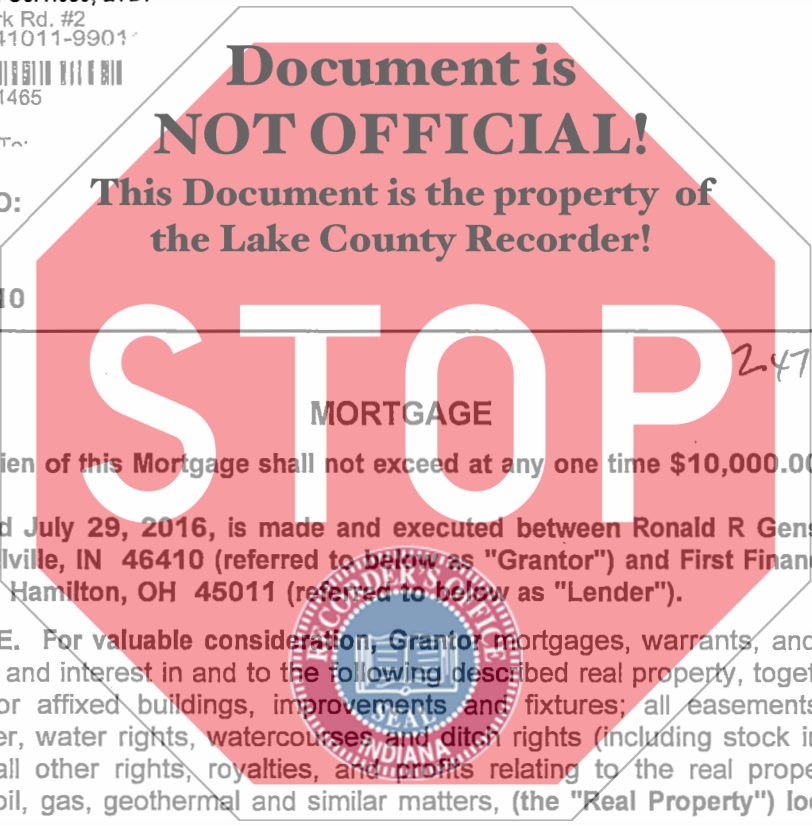 rk Rd. #2
41011-9901
1465
Document is
NOT OFFICIAL!
This Document is the property of
the Lake County Recorder!
O:
10
STOP
247
MORTGAGE
ien of this Mortgage shall not exceed at any one time $10,000.00
d July 29, 2016, is made and executed between Ronald R Gens
lville, IN 46410 (referred to below as "Grantor") and First Finan
Hamilton, OH 45011 (referred to below as "Lender").
E. For valuable consideration, Grantor mortgages, warrants, and
and interest in and to the following described real property, toget
or affixed buildings, improvements and fixtures; all easements
er, water rights, watercourses and ditch rights (including stock in
all other rights, royalties, and profits relating to the real prope
oil, gas, geothermal and similar matters, (the "Real Property") loc
RECORDER'S OFFICE
SEAL
INDIANA